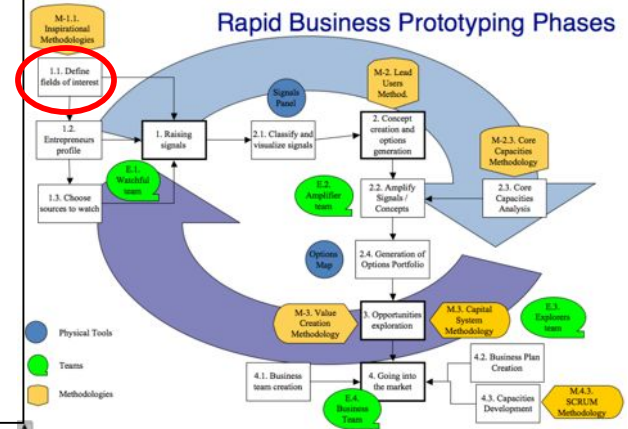 Rapid Business Prototyping Phases
M-1.1.
Inspirational
Methodologies
1.1. Define
fields of interest
1.2.
Entrepreneurs
profile
1.3. Choose
sources to watch
1. Raising
signals
E.1.
Watchful
team
Signals
Panel
2.1. Classify and
visualize signals
M-2. Lead
Users
Method.
2. Concept
creation and
options
generation
M-2.3. Core
Capacities
Methodology
E.2.
Amplifier
team
2.2. Amplify
Signals /
Concepts
2.3. Core
Capacities
Analysis
Options
Map
2.4. Generation of
Options Portfolio
M-3. Value
Creation
Methodology
3. Opportunities
exploration
M.3. Capital
System
Methodology
E.3.
Explorers
team
Physical Tools
Teams
Methodologies
4.1. Business
team creation
4. Going into
the market
E.4.
Business
Team
4.2. Business Plan
Creation
4.3. Capacities
Development
M.4.3.
SCRUM
Methodology